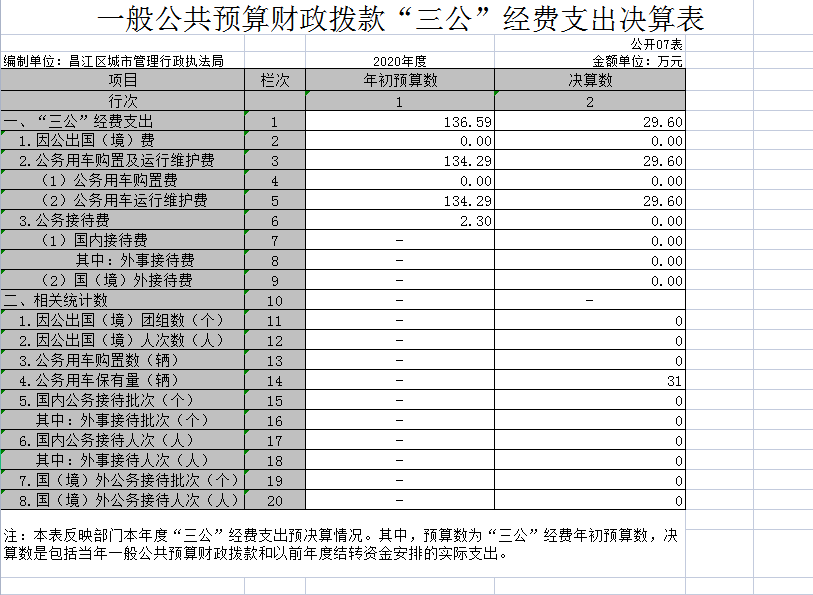 一般公共预算财政拨款“三公”经费支出决算表
公开07表
编制单位：昌江区城市管理行政执法局 2020年度 金额单位：万元
项目 栏次 年初预算数 决算数
行次 1 2
一、“三公”经费支出 1 136.59 29.60
1.因公出国（境）费 2 0.00 0.00
2.公务用车购置及运行维护费 3 134.29 29.60
（1）公务用车购置费 4 0.00 0.00
（2）公务用车运行维护费 5 134.29 29.60
3.公务接待费 6 2.30 0.00
（1）国内接待费 7 － 0.00
其中：外事接待费 8 － 0.00
（2）国（境）外接待费 9 － 0.00
二、相关统计数 10 － －
1.因公出国（境）团组数（个） 11 － 0
2.因公出国（境）人次数（人） 12 － 0
3.公务用车购置数（辆） 13 － 0
4.公务用车保有量（辆） 14 － 31
5.国内公务接待批次（个） 15 － 0
其中：外事接待批次（个） 16 － 0
6.国内公务接待人次（人） 17 － 0
其中：外事接待人次（人） 18 － 0
7.国（境）外公务接待批次（个） 19 － 0
8.国（境）外公务接待人次（人） 20 － 0
注：本表反映部门本年度“三公”经费支出预决算情况。其中，预算数为“三公”经费年初预算数，决
算数是包括当年一般公共预算财政拨款和以前年度结转资金安排的实际支出。